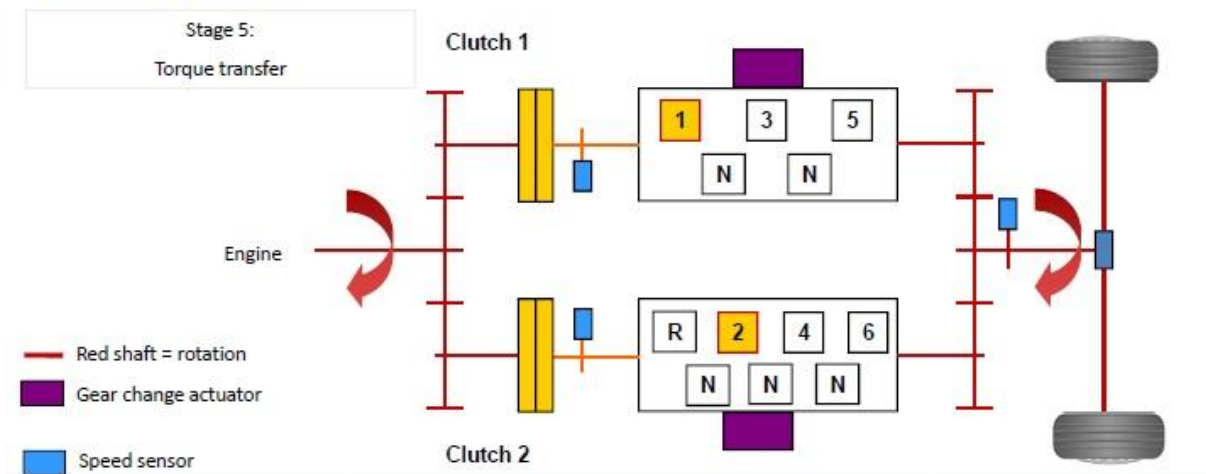 Stage 5:
Torque transfer
Clutch 1
1 3 5
N N
Engine
R 2 4 6
N N N
Red shaft = rotation
Gear change actuator
Clutch 2
Speed sensor